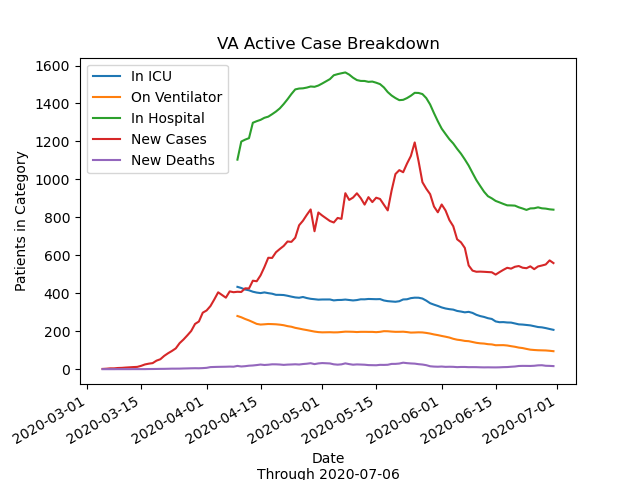 VA Active Case Breakdown
Patients in Category
1600
1400
1200
1000
800
600
400
200
0
In ICU
On Ventilator
In Hospital
New Cases
New Deaths
2020-03-01
2020-03-15
2020-04-01
2020-04-15
2020-05-01
2020-05-15
2020-06-01
2020-06-15
2020-07-01
Date
Through 2020-07-06